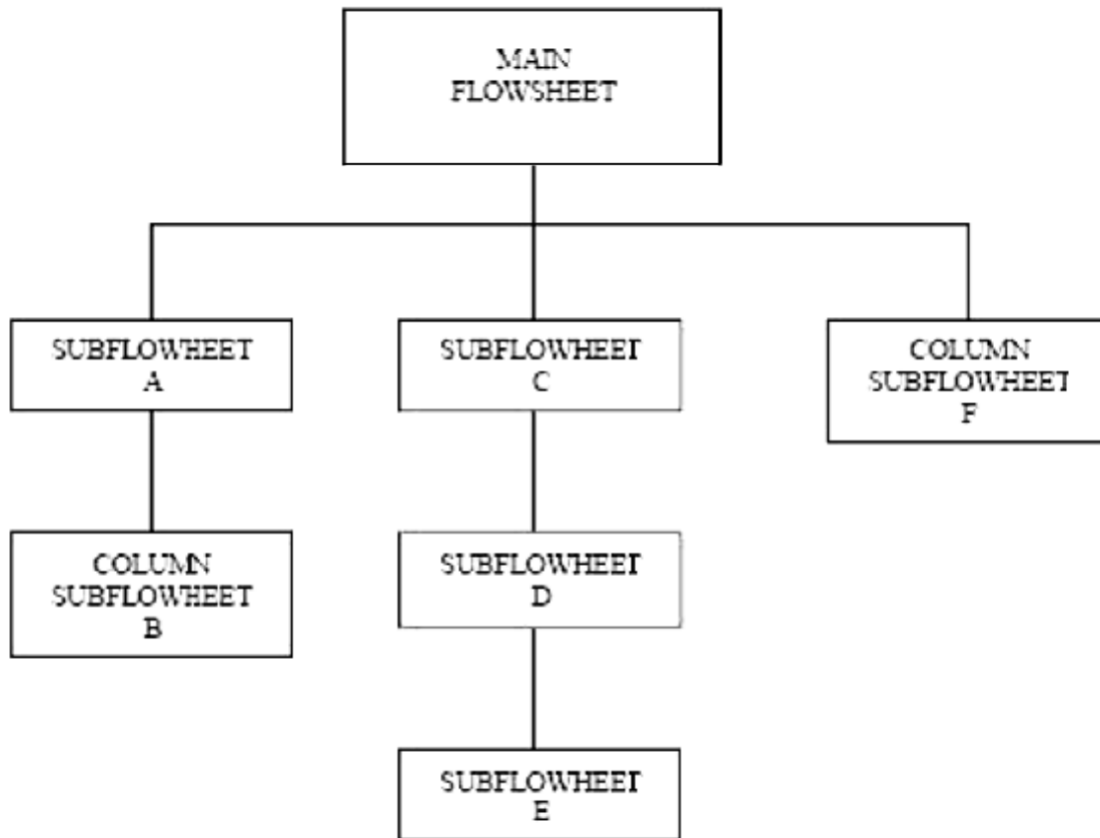 MAIN
FLOWSHEET
SUBFLOWHEET
A
SUBFLOWHEET
C
COLUMN
SUBFLOWHEET
F
COLUMN
SUBFLOWHEET
B
SUBFLOWHEET
D
SUBFLOWHEET
E